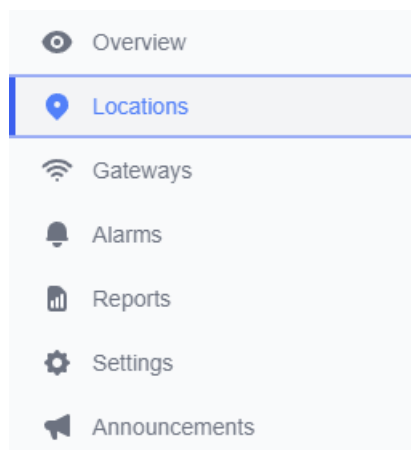 Overview
Locations
Gateways
Alarms
Reports
Settings
Announcements